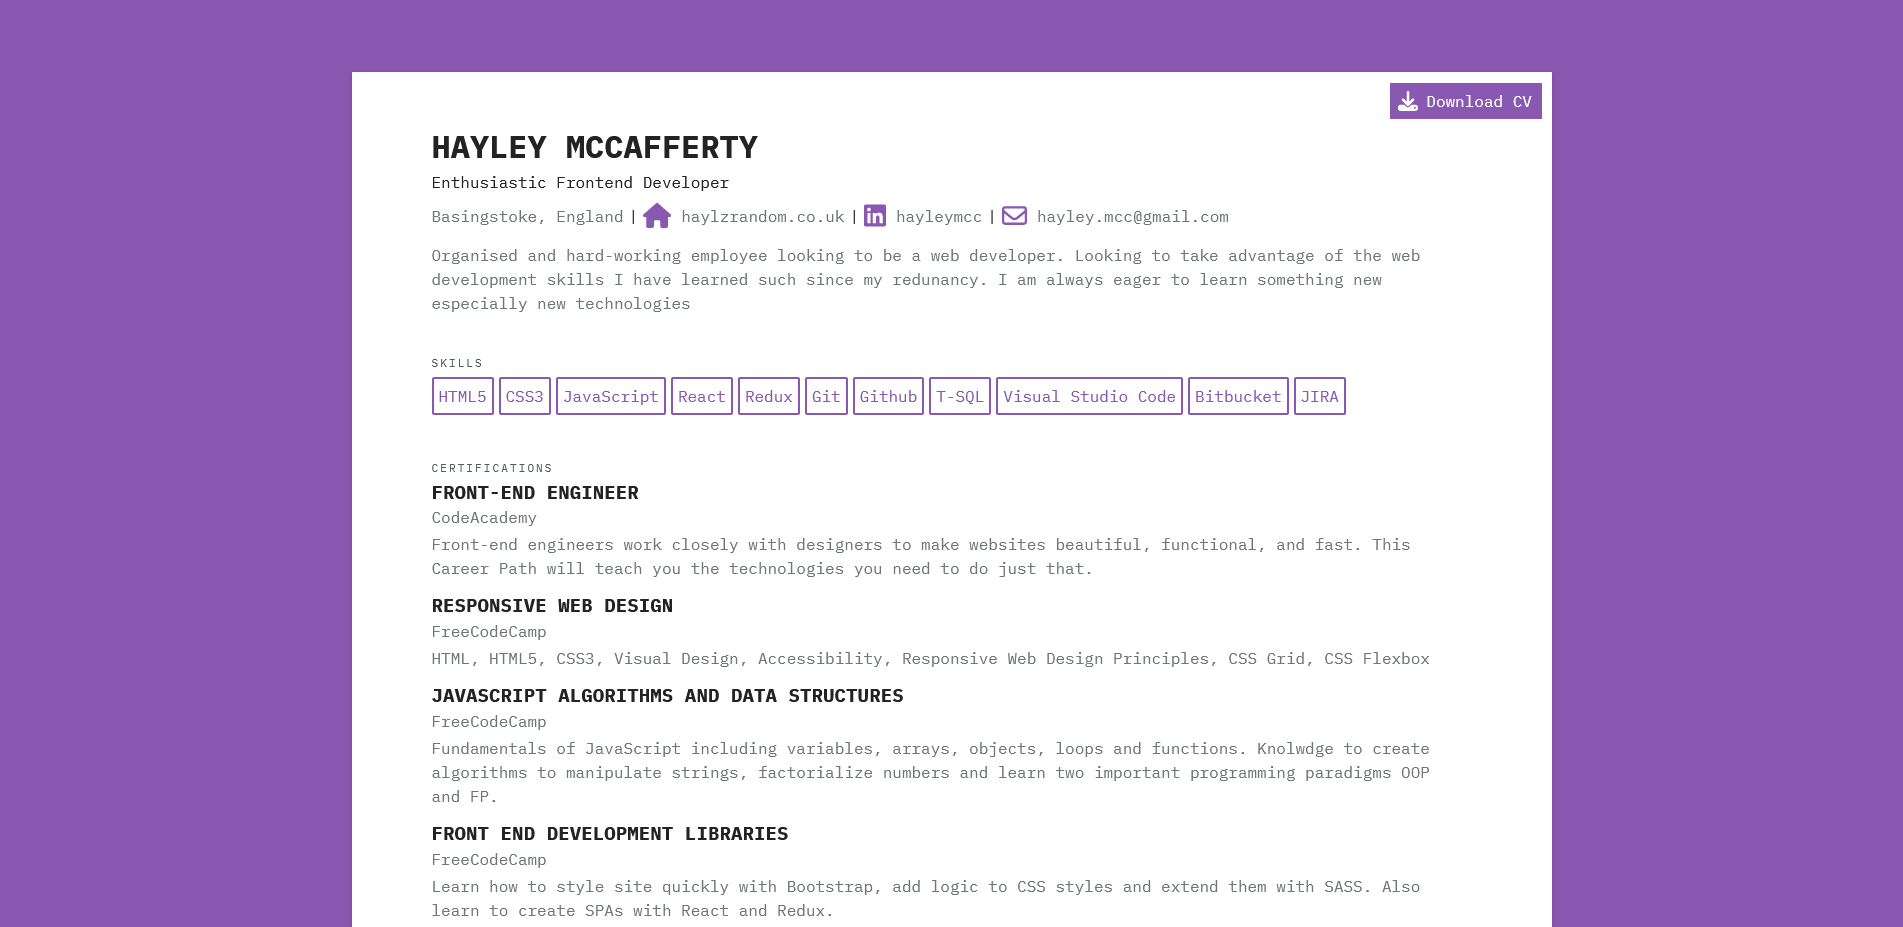 Download CV
HAYLEY MCCAFFERTY
Enthusiastic Frontend Developer
Basingstoke, England | haylzrandom.co.uk | hayleymcc | hayley.mcc@gmail.com
Organised and hard-working employee looking to be a web developer. Looking to take advantage of the web
development skills I have learned such since my redunancy. I am always eager to learn something new
especially new technologies
SKILLS
HTML5 CSS3 JavaScript React Redux Git Github T-SQL Visual Studio Code Bitbucket JIRA
CERTIFICATIONS
FRONT-END ENGINEER
CodeAcademy
Front-end engineers work closely with designers to make websites beautiful, functional, and fast. This
Career Path will teach you the technologies you need to do just that.
RESPONSIVE WEB DESIGN
FreeCodeCamp
HTML, HTML5, CSS3, Visual Design, Accessibility, Responsive Web Design Principles, CSS Grid, CSS Flexbox
JAVASCRIPT ALGORITHMS AND DATA STRUCTURES
FreeCodeCamp
Fundamentals of JavaScript including variables, arrays, objects, loops and functions. Knolwdge to create
algorithms to manipulate strings, factorialize numbers and learn two important programming paradigms OOP
and FP.
FRONT END DEVELOPMENT LIBRARIES
FreeCodeCamp
Learn how to style site quickly with Bootstrap, add logic to CSS styles and extend them with SASS. Also
learn to create SPAs with React and Redux.